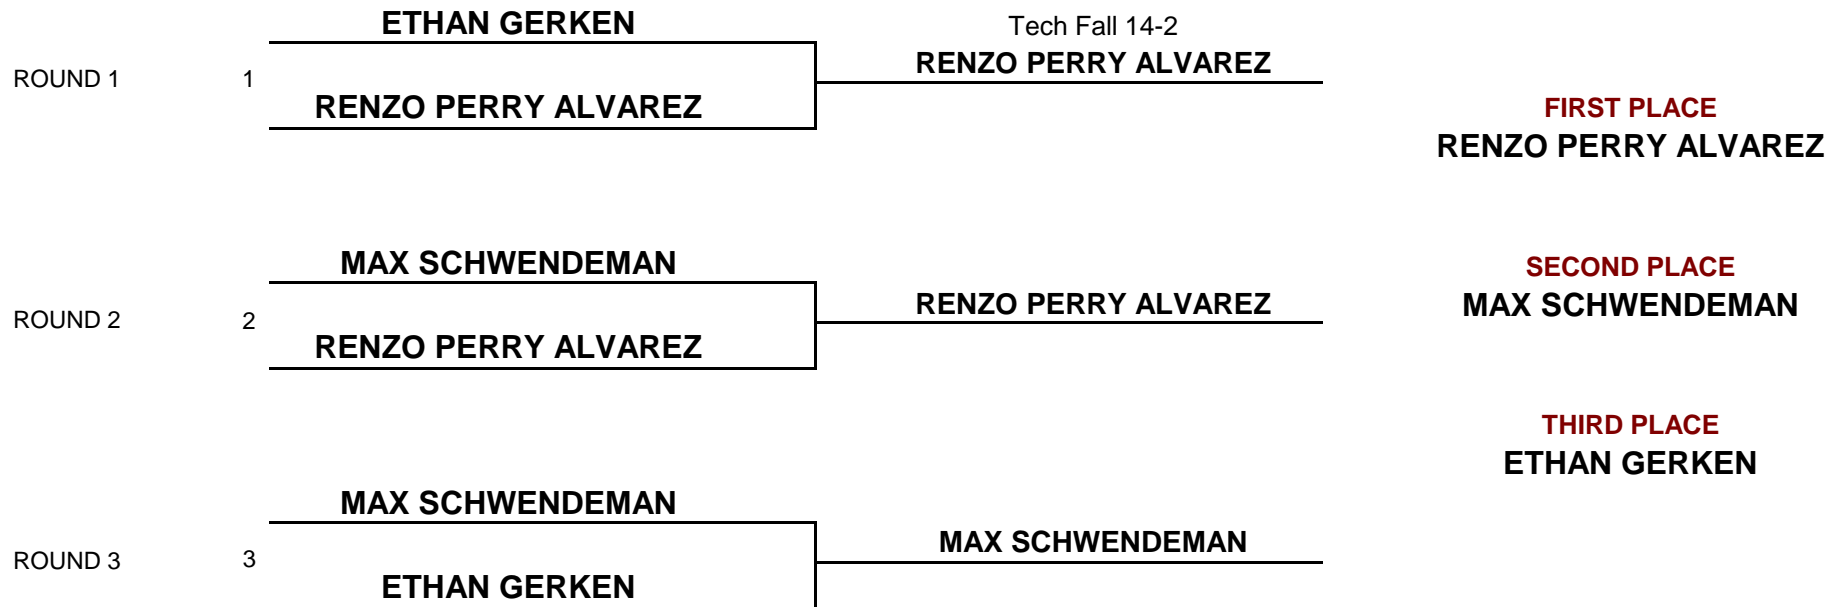 ETHAN GERKEN
Tech Fall 14-2
RENZO PERRY ALVAREZ
ROUND 1
1
RENZO PERRY ALVAREZ
FIRST PLACE
RENZO PERRY ALVAREZ
MAX SCHWENDEMAN
SECOND PLACE
RENZO PERRY ALVAREZ
MAX SCHWENDEMAN
ROUND 2
2
RENZO PERRY ALVAREZ
THIRD PLACE
ETHAN GERKEN
MAX SCHWENDEMAN
MAX SCHWENDEMAN
ROUND 3
3
ETHAN GERKEN